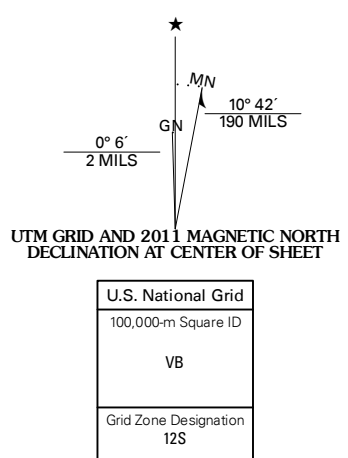 ★
MN
GN
10° 42´
190 MILS
0° 6´
2 MILS
UTM GRID AND 2011 MAGNETIC NORTH
DECLINATION AT CENTER OF SHEET
U.S. National Grid
100,000-m Square ID
VB
Grid Zone Designation
12S